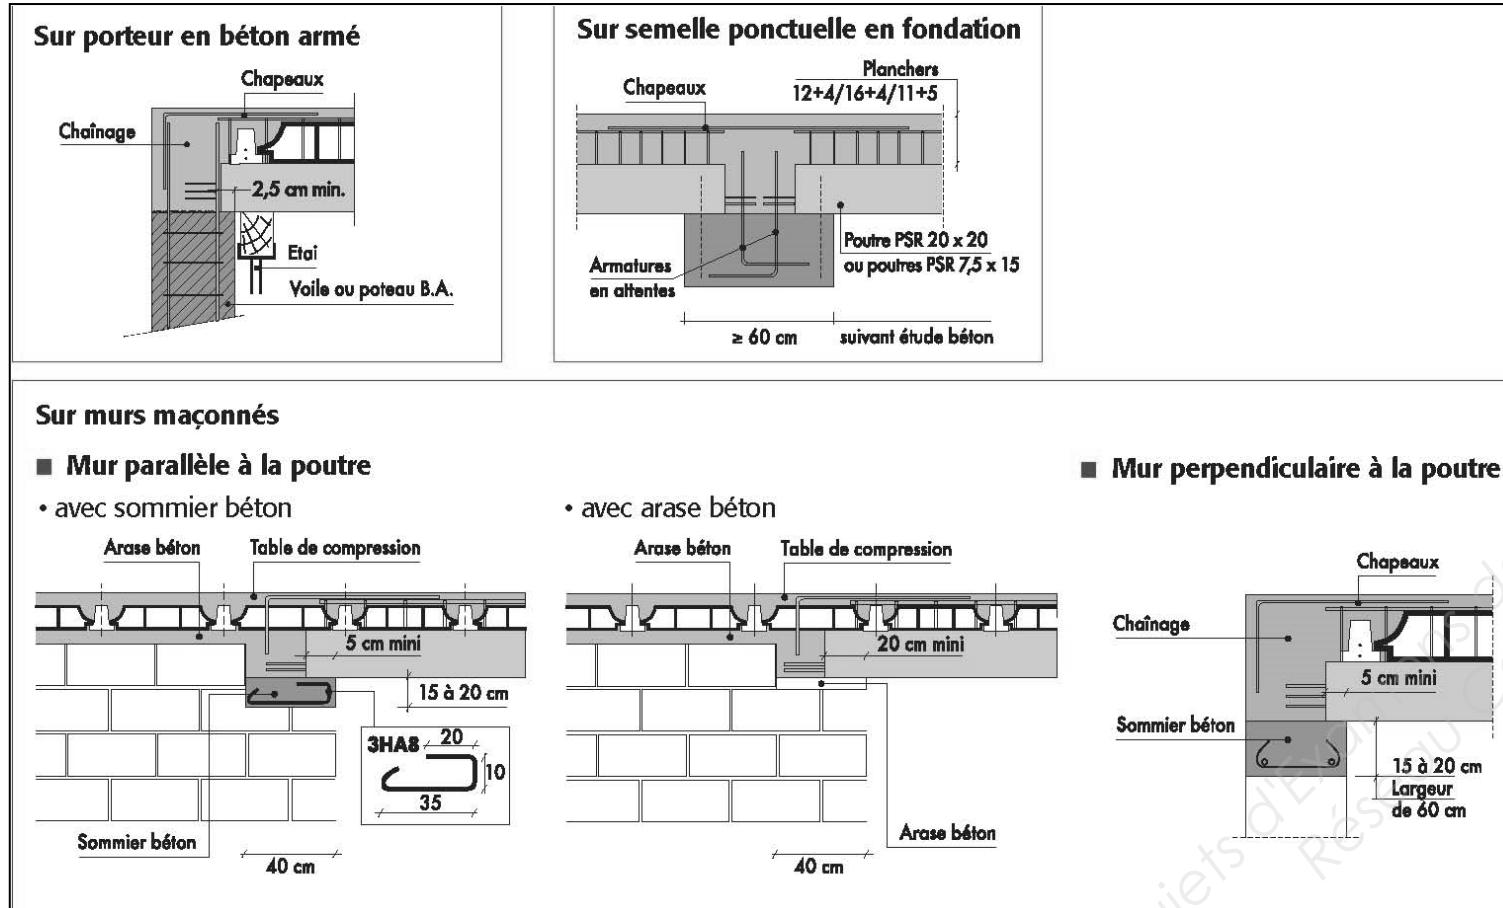 Sur porteur en béton armé
Chapeaux
Chaînage
2,5 cm min.
Etai
Voile ou poteau B.A.
Sur semelle ponctuelle en fondation
Planchers
12+4/16+4/11+5
Chapeaux
Poutre PSR 20 x 20
ou poutres PSR 7,5 x 15
Armatures
en attentes
≥ 60 cm
suivant étude béton
Sur murs maçonnés
■ Mur parallèle à la poutre
• avec sommier béton
Arase béton
Table de compression
5 cm mini
15 à 20 cm
3HA8
20
10
35
Sommier béton
40 cm
• avec arase béton
Arase béton
Table de compression
20 cm mini
Arase béton
40 cm
■ Mur perpendiculaire à la poutre
Chapeaux
Chaînage
5 cm mini
Sommier béton
15 à 20 cm
Largeur
de 60 cm
jets d'Examens d
Réseau C